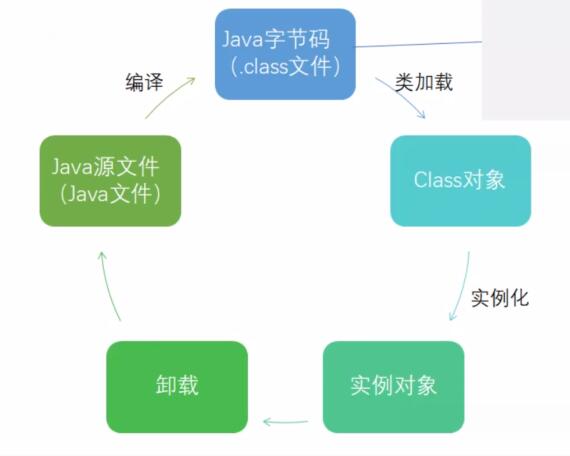 Java字节码
（.class文件）
编译
类加载
Java源文件
（Java文件）
Class对象
实例化
卸载
实例对象